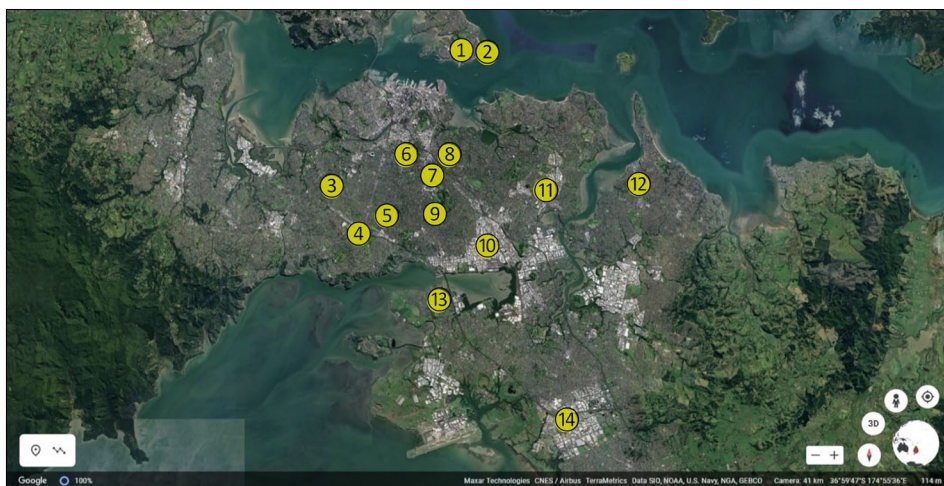 1 2
6 8
7
3 11 12
5 9
4
10
13
14
3D
Google 100% Maxar Technologies CNES / Airbus TerraMetrics Data SIO, NOAA, U.S. Navy, NGA, GEBCO Camera: 41 km 36°59'47"S 174°55'36"E 114 m